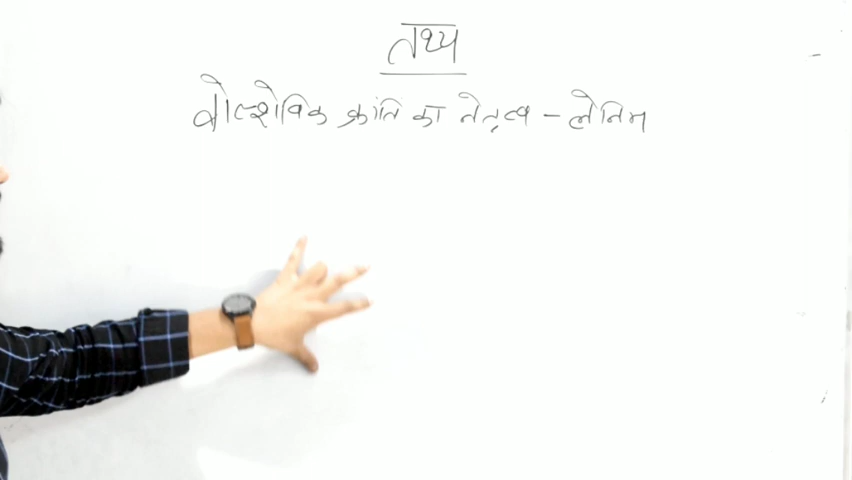 तथ्य
बोल्शेविक क्रांति का नेतृत्व - लेनिन